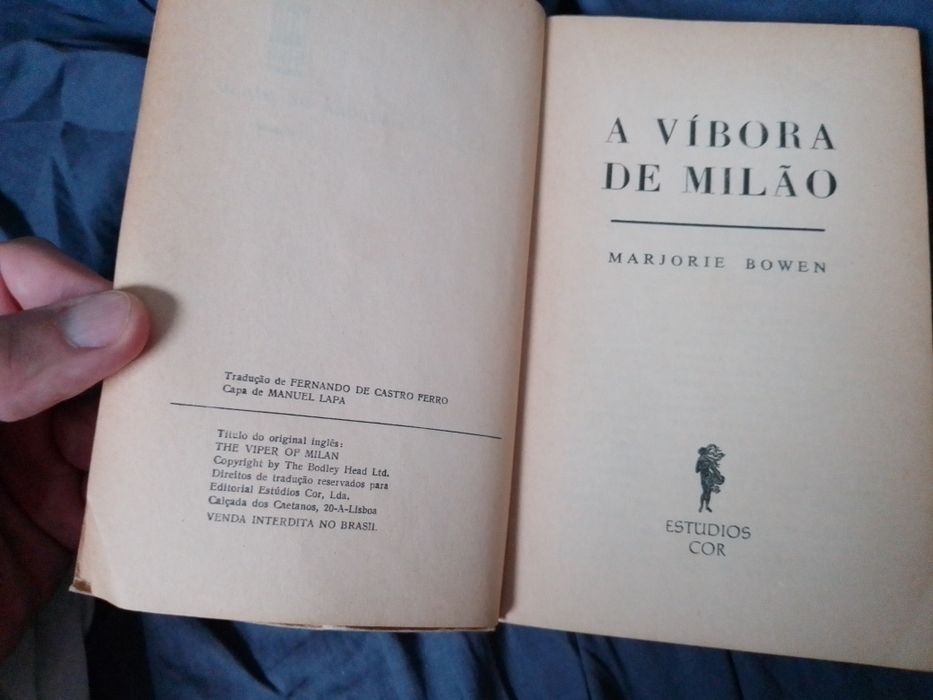 Tradução de FERNANDO DE CASTRO FERRO
Capa de MANUEL LAPA
Título do original inglês:
THE VIPER OF MILAN
Copyright by The Bodley Head Ltd.
Direitos de tradução reservados para
Editorial Estúdios Cor, Lda.
Calçada dos Caetanos, 20-A-Lisboa
VENDA INTERDITA NO BRASIL
A VÍBORA
DE MILÃO
MARJORIE BOWEN
ESTÚDIOS
COR